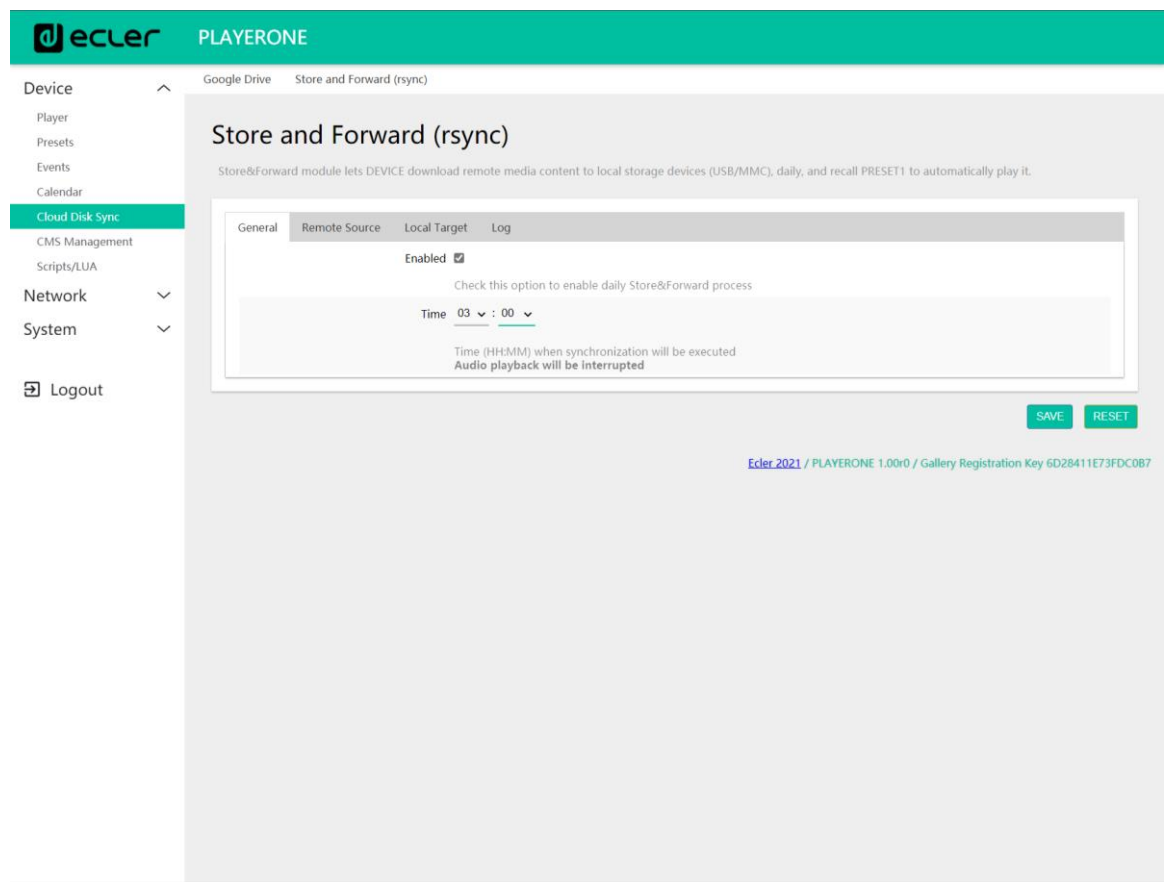 ecler
PLAYERONE
Device
Player
Presets
Events
Calendar
Cloud Disk Sync
CMS Management
Scripts/LUA
Network
System
Logout
Google Drive Store and Forward (rsync)
Store and Forward (rsync)
Store&Forward module lets DEVICE download remote media content to local storage devices (USB/MMC), daily, and recall PRESET1 to automatically play it.
General Remote Source Local Target Log
Enabled
Check this option to enable daily Store&Forward process
Time 03 : 00
Time (HH:MM) when synchronization will be executed
Audio playback will be interrupted
SAVE RESET
Ecler 2021 / PLAYERONE 1.00r0 / Gallery Registration Key 6D28411E73FDC0B7